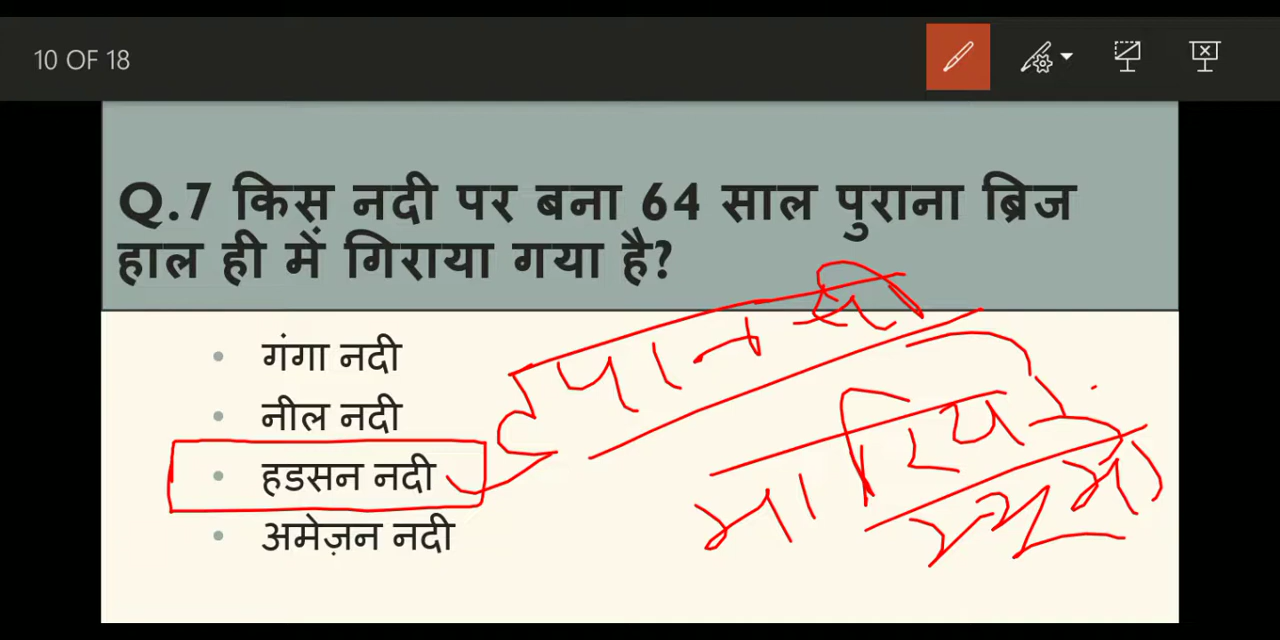 10 OF 18
Q.7 किस नदी पर बना 64 साल पुराना ब्रिज
हाल ही में गिराया गया है?
• गंगा नदी
• नील नदी
• हडसन नदी
• अमेज़न नदी